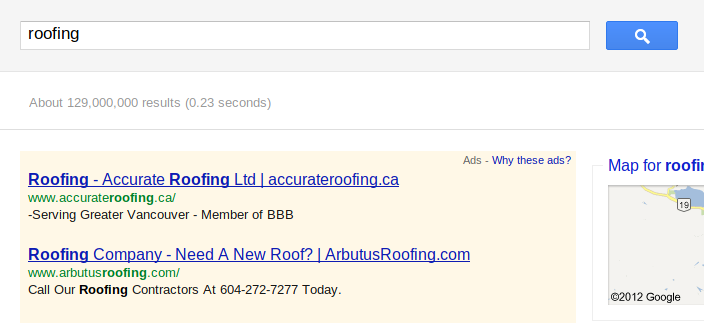 roofing
About 129,000,000 results (0.23 seconds)
Ads - Why these ads?
Roofing - Accurate Roofing Ltd | accurateroofing.ca
www.accurateroofing.ca/
-Serving Greater Vancouver - Member of BBB
Roofing Company - Need A New Roof? | ArbutusRoofing.com
www.arbutusroofing.com/
Call Our Roofing Contractors At 604-272-7277 Today.
Map for roofin
19
©2012 Google